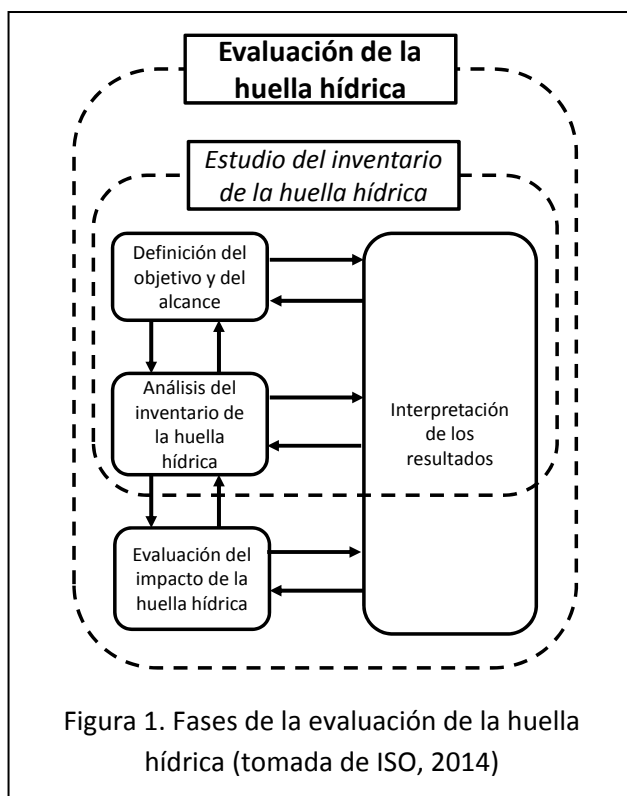 Evaluación de la
huella hídrica
Estudio del inventario
de la huella hídrica
Definición del
objetivo y del
alcance
Análisis del
inventario de
la huella
hídrica
Interpretación
de los
resultados
Evaluación del
impacto de la
huella hídrica
Figura 1. Fases de la evaluación de la huella
hídrica (tomada de ISO, 2014)